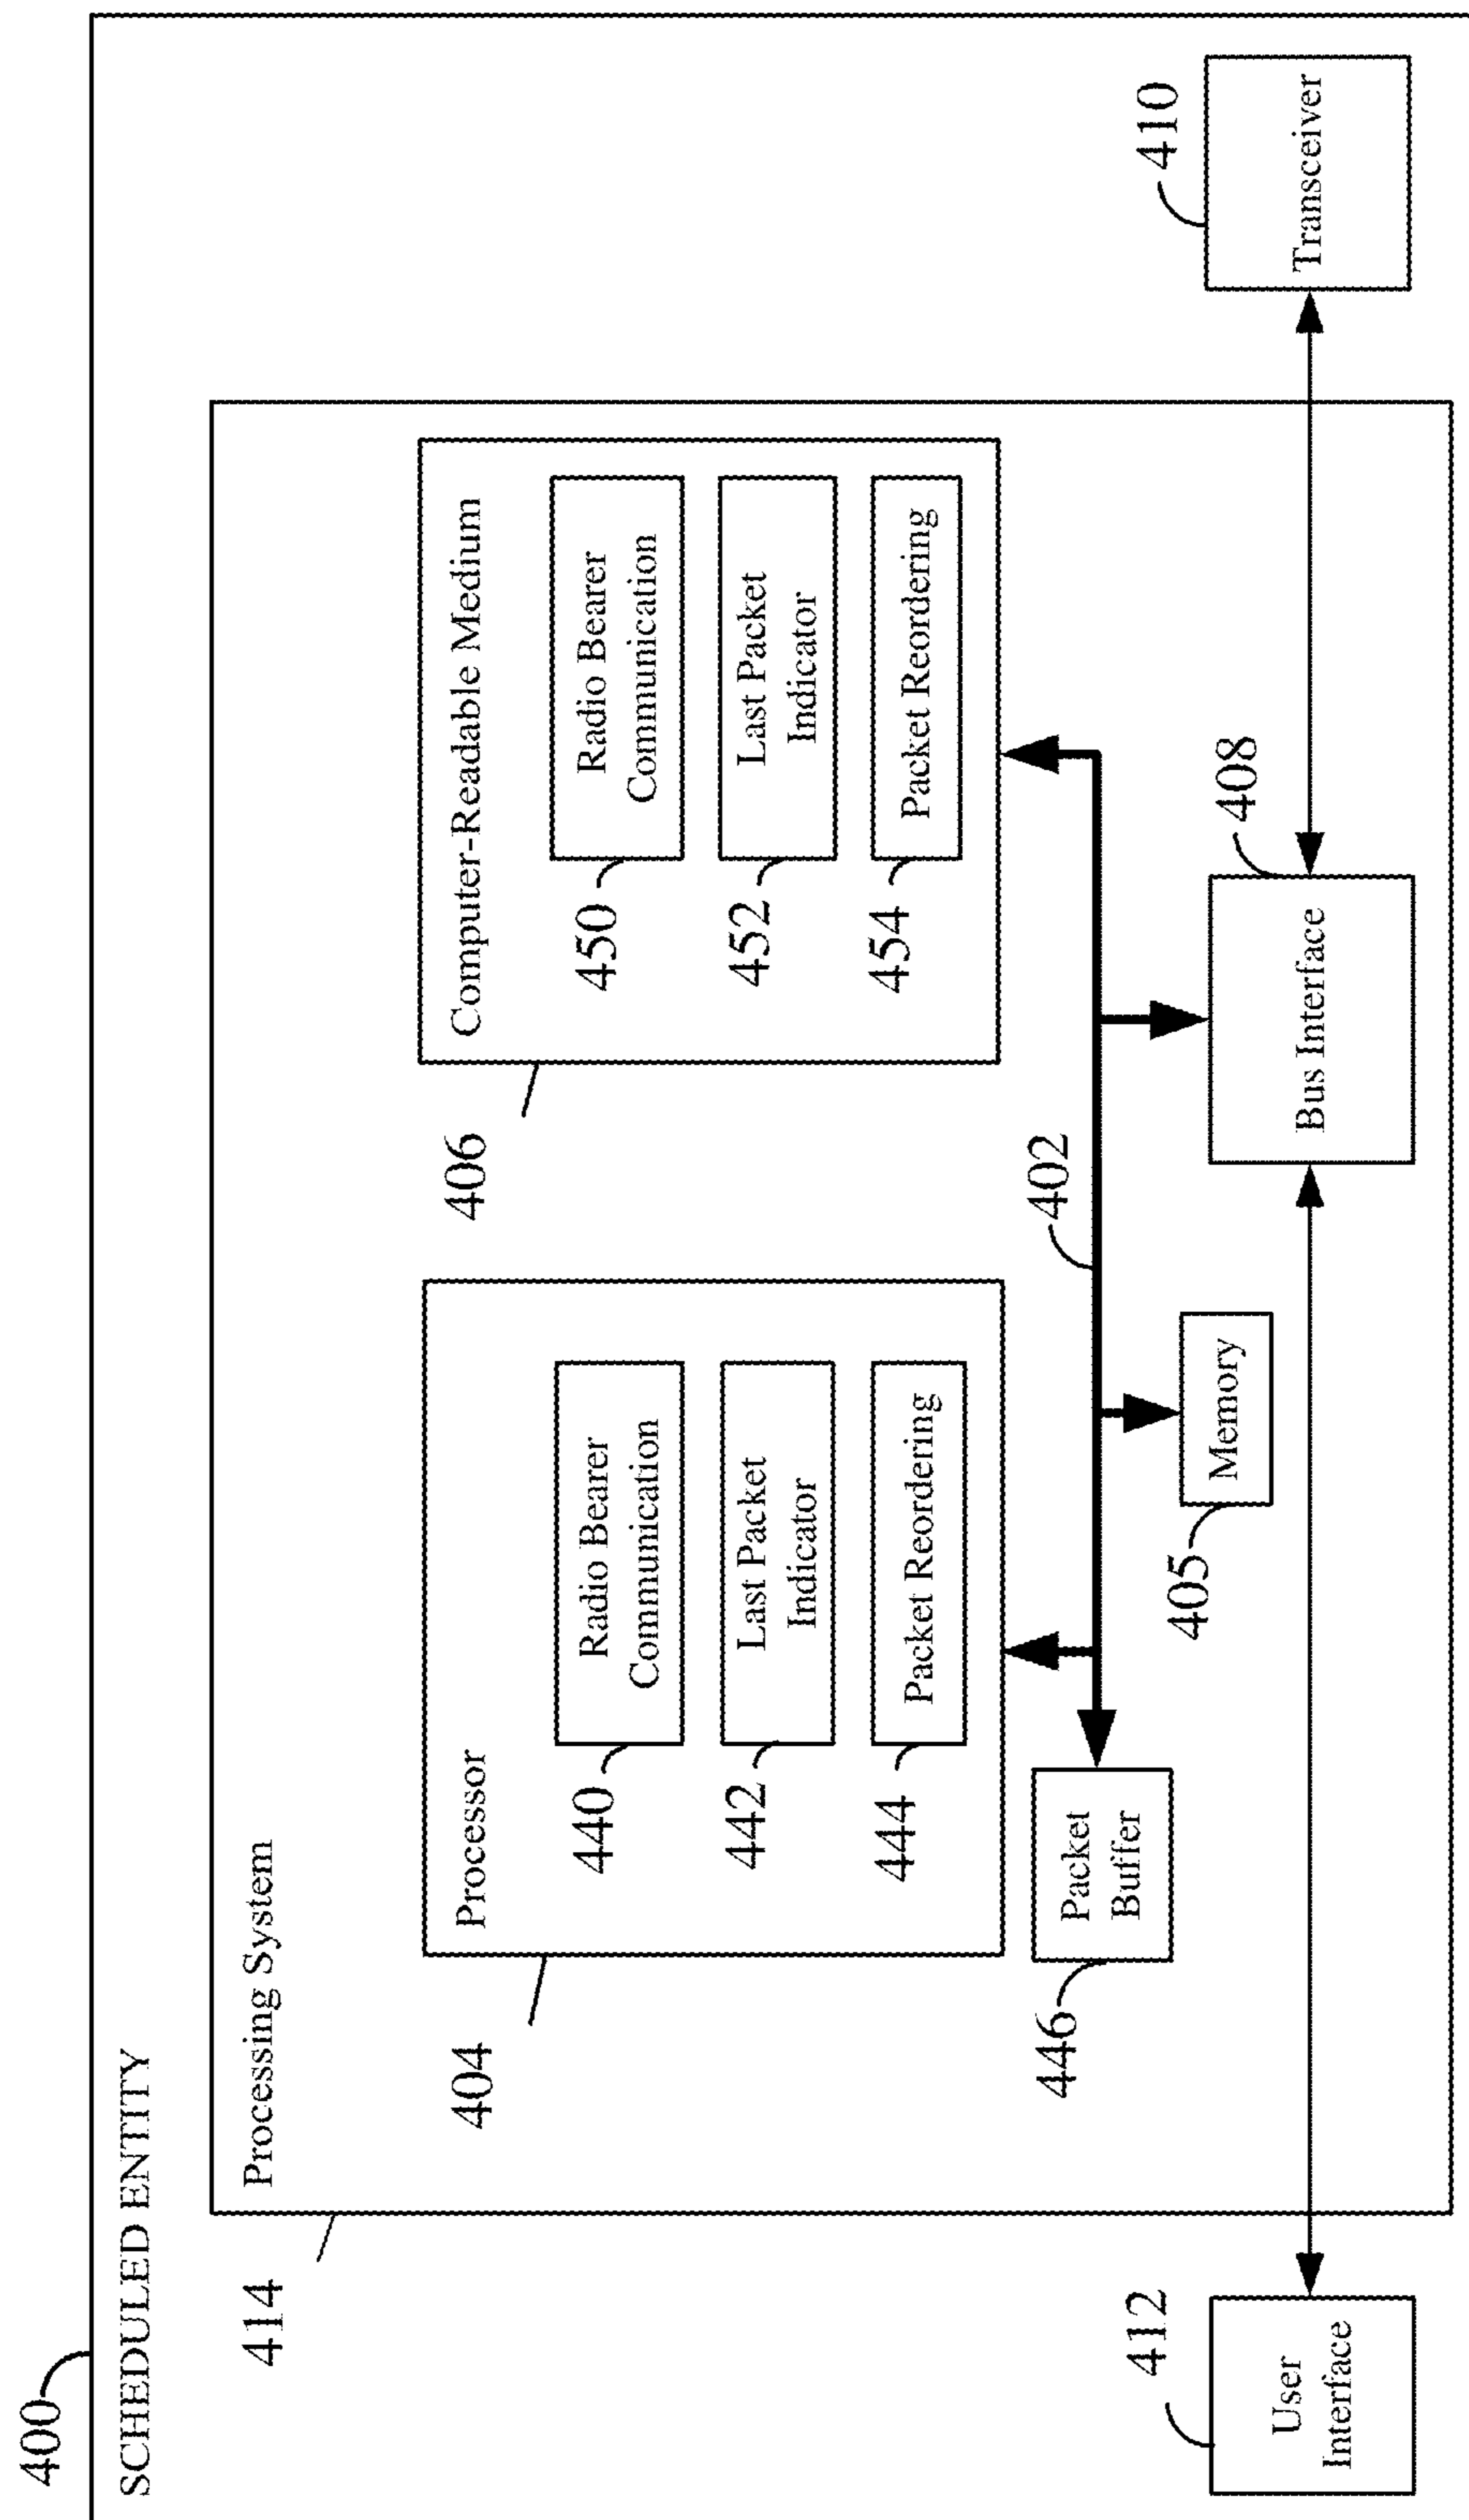 400
SCHEDULED ENTITY
414
Processing System
404
Processor
440
Radio Bearer
Communication
442
Last Packet
Indicator
444
Packet Reordering
406
Computer-Readable Medium
450
Radio Bearer
Communication
452
Last Packet
Indicator
454
Packet Reordering
446
Packet
Buffer
402
405
Memory
408
Bus Interface
412
User
Interface
410
Transceiver